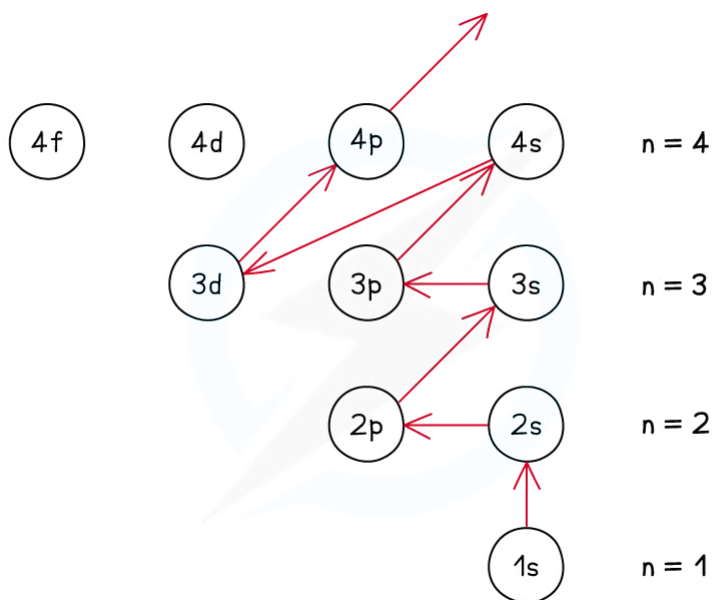 4f 4d 4p 4s n = 4
3d 3p 3s n = 3
2p 2s n = 2
1s n = 1